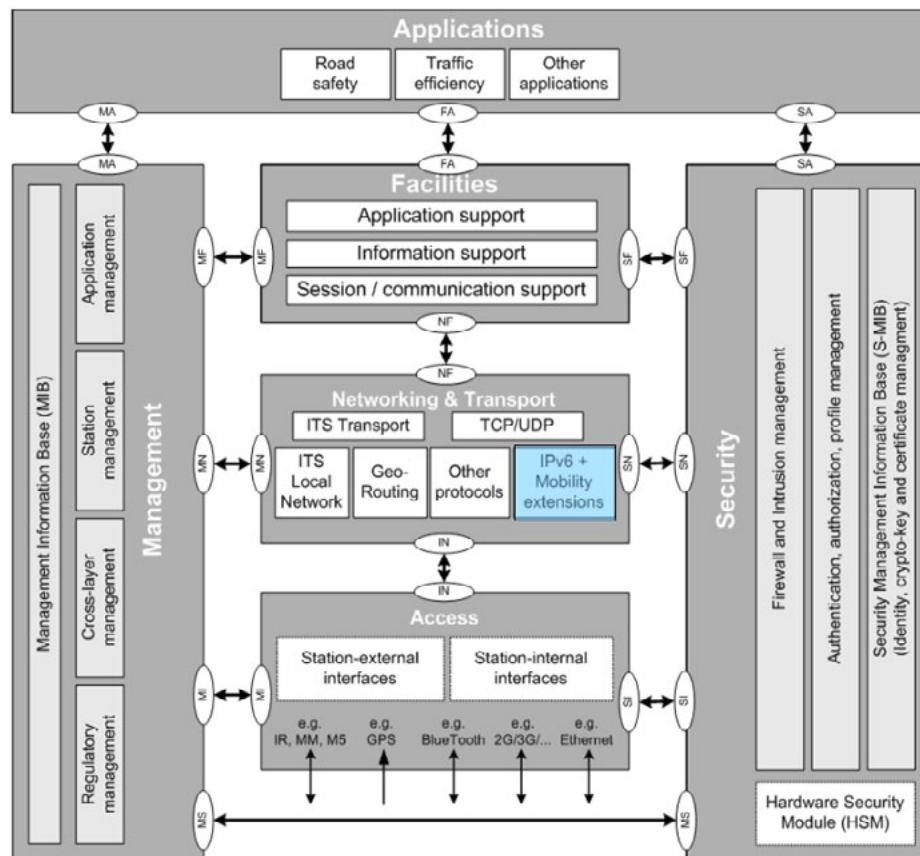 Applications
Road
safety
Traffic
efficiency
Other
applications
MA
FA
SA
MA
FA
SA
Management
Management Information Base (MIB)
Application
management
Station
management
Cross-layer
management
Regulatory
management
MF
MF
MN
MN
MI
MI
MS
Facilities
Application support
Information support
Session / communication support
NF
NF
Networking & Transport
ITS Transport
TCP/UDP
ITS
Local
Network
Geo-
Routing
Other
protocols
IPv6 +
Mobility
extensions
IN
IN
Access
Station-external
interfaces
Station-internal
interfaces
e.g.
IR, MM, M5
e.g.
GPS
e.g.
BlueTooth
e.g.
2G/3G/...
e.g.
Ethernet
SF
SF
SN
SN
SI
SI
MS
Security
Firewall and Intrusion management
Authentication, authorization, profile management
Security Management Information Base (S-MIB)
(Identity, crypto-key and certificate managment)
Hardware Security
Module (HSM)